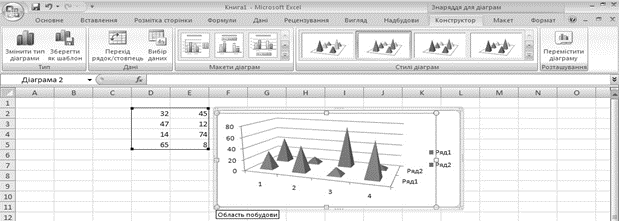 Книга1 - Microsoft Excel
Знаряддя для діаграм
Основне Вставлення Розмітка сторінки Формули Дані Рецензування Вигляд Надбудови Конструктор Макет Формат
Змінити тип діаграми
Зберегти як шаблон
Перехід рядок/стовпець
Вибір даних
Перемістити діаграму
Тип Дані Макети діаграм Стилі діаграм Розташування
Діаграма 2 fx
A B C D E F G H I J K L M N O
1
2 32 45
3 47 12
4 14 74
5 65 8
6
7
8
9
10
11
12
80
60
40
20
0
1 2 3 4
Ряд1
Ряд2
Ряд2
Ряд1
Область побудови